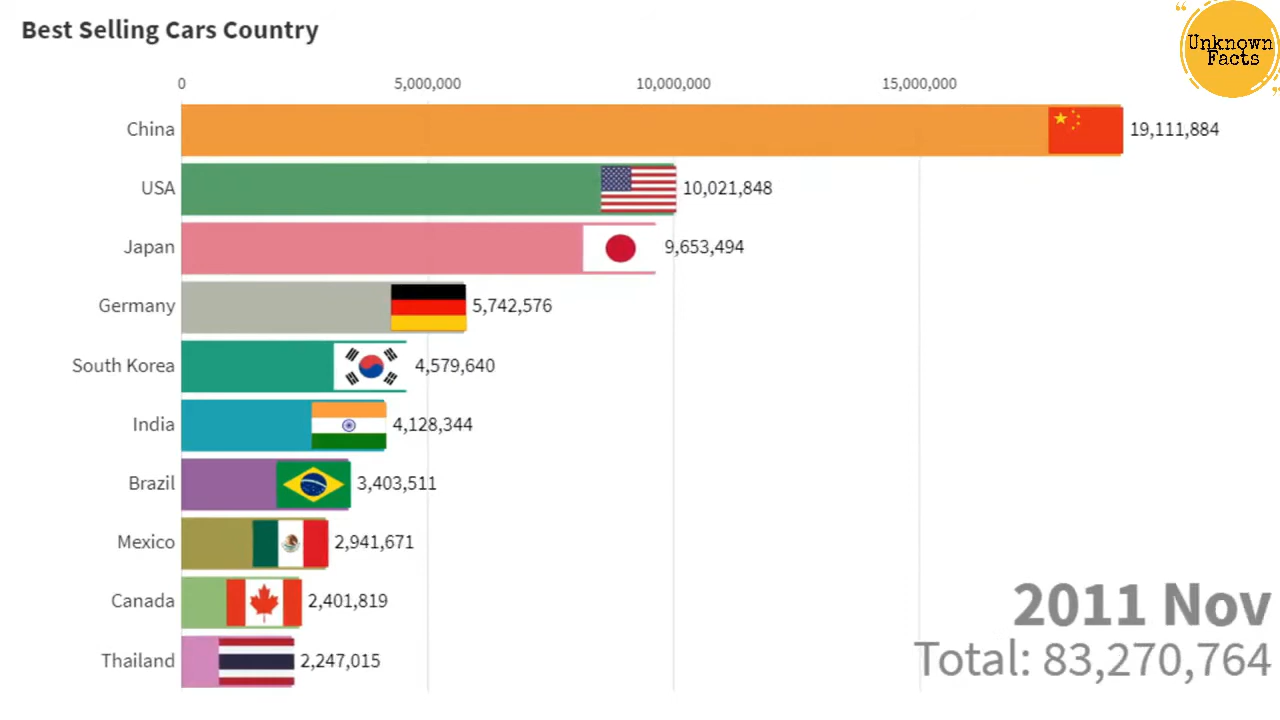 Best Selling Cars Country
“ Unknown
Facts ”
0 5,000,000 10,000,000 15,000,000
China 19,111,884
USA 10,021,848
Japan 9,653,494
Germany 5,742,576
South Korea 4,579,640
India 4,128,344
Brazil 3,403,511
Mexico 2,941,671
Canada 2,401,819
Thailand 2,247,015
2011 Nov
Total: 83,270,764